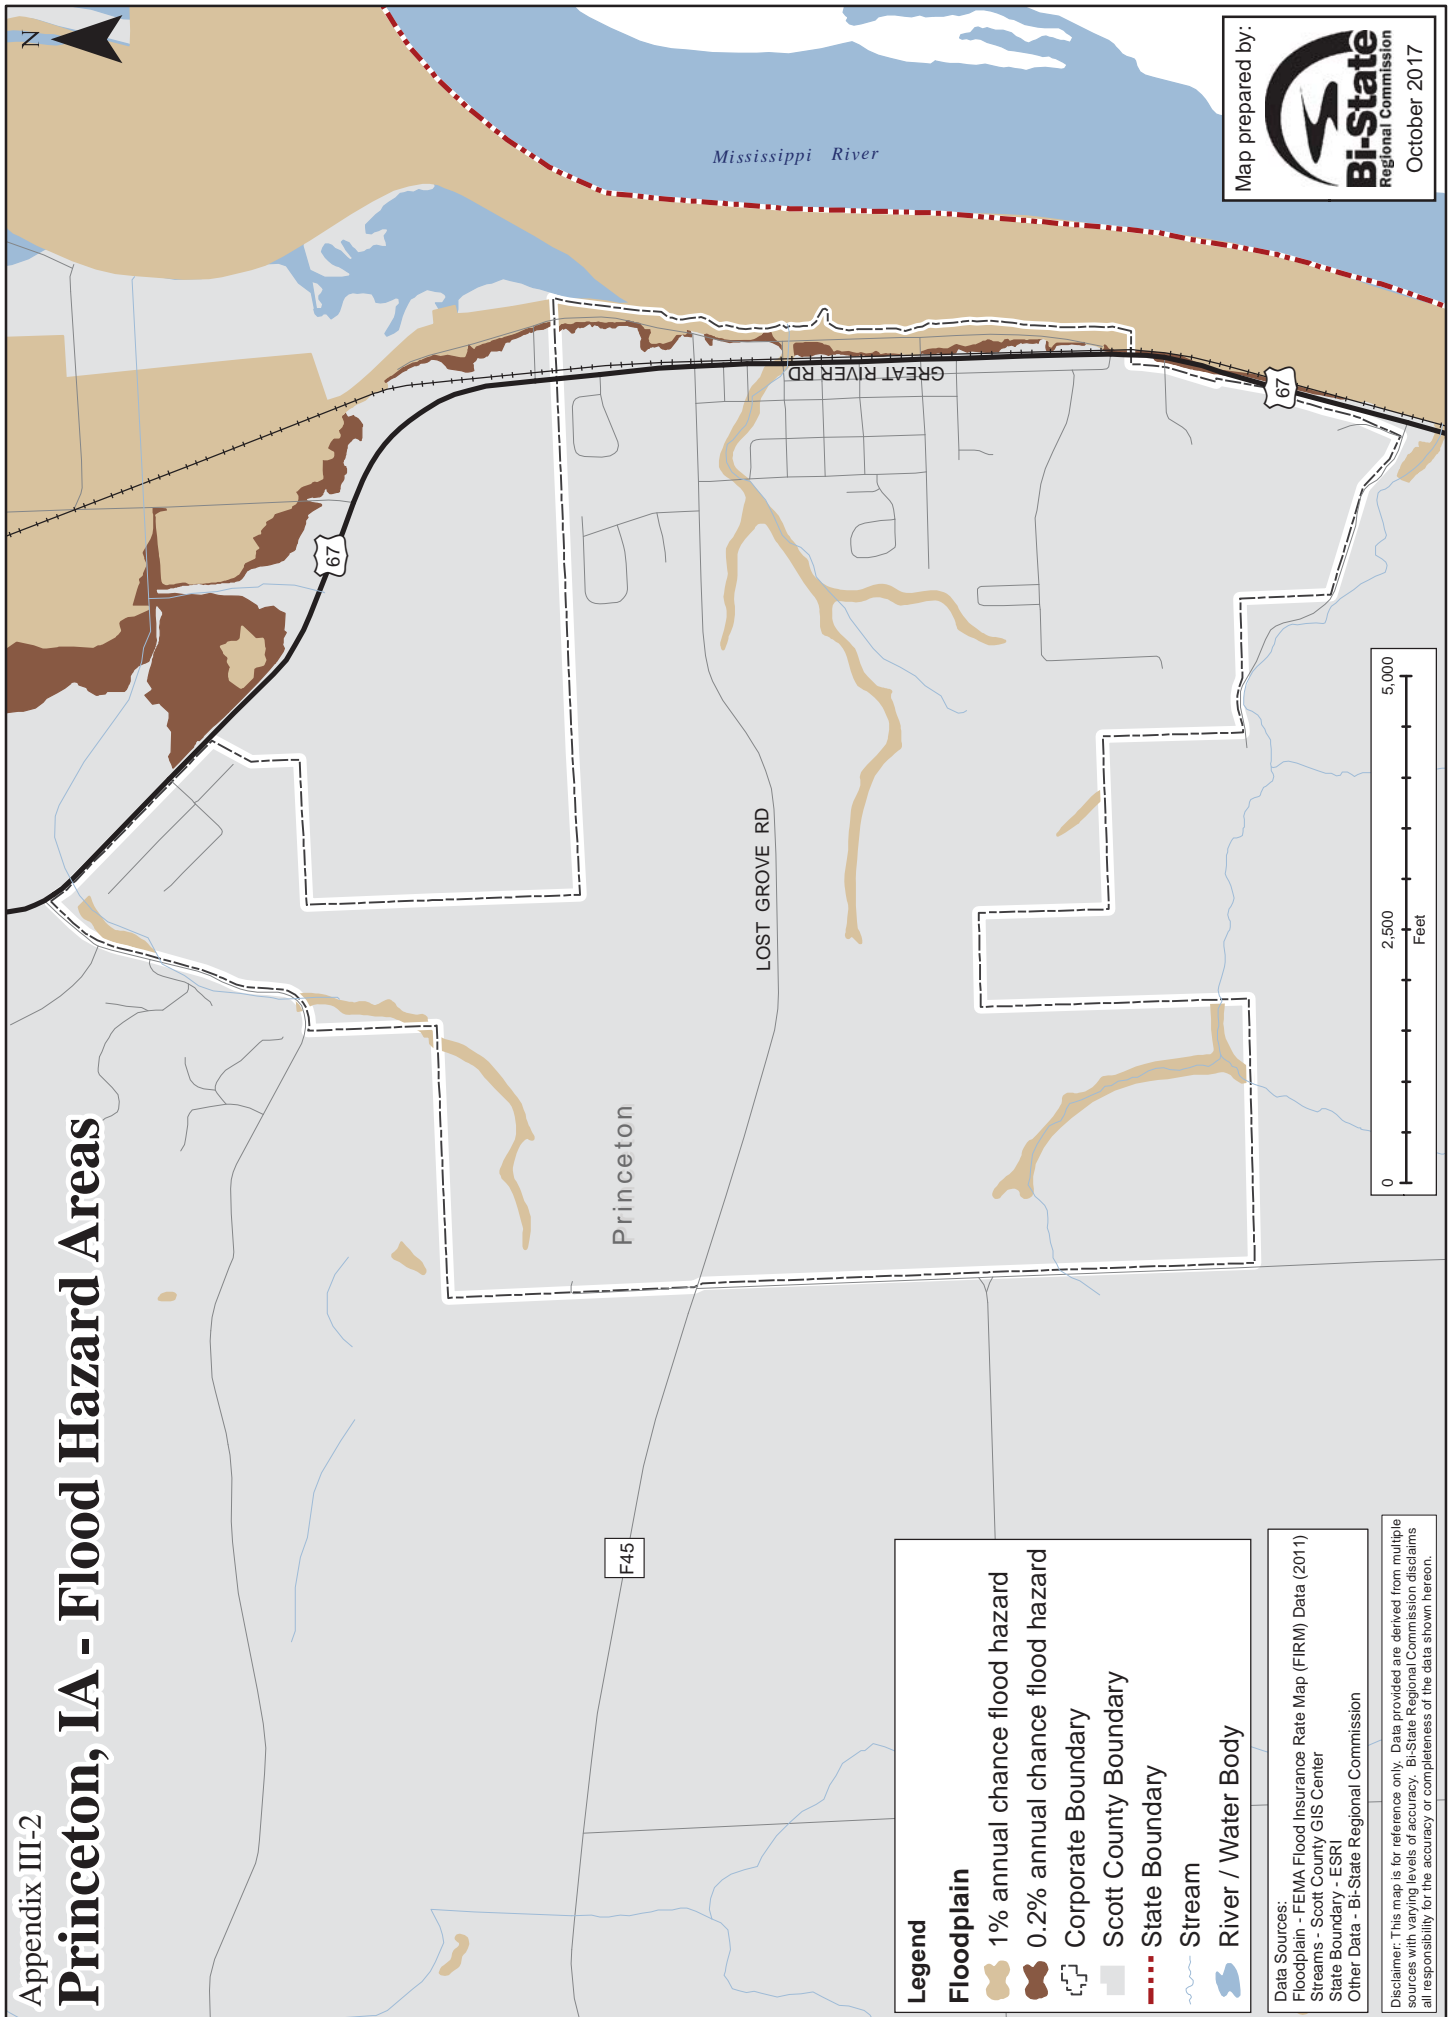 Appendix III-2
Princeton, IA - Flood Hazard Areas
N
Mississippi River
67
67
GREAT RIVER RD
LOST GROVE RD
Princeton
F45
Legend
Floodplain
1% annual chance flood hazard
0.2% annual chance flood hazard
Corporate Boundary
Scott County Boundary
State Boundary
Stream
River / Water Body
Data Sources:
Floodplain - FEMA Flood Insurance Rate Map (FIRM) Data (2011)
Streams - Scott County GIS Center
State Boundary - ESRI
Other Data - Bi-State Regional Commission
Disclaimer: This map is for reference only. Data provided are derived from multiple
sources with varying levels of accuracy. Bi-State Regional Commission disclaims
all responsibility for the accuracy or completeness of the data shown hereon.
0 2,500 5,000
Feet
Map prepared by:
Bi-State
Regional Commission
October 2017